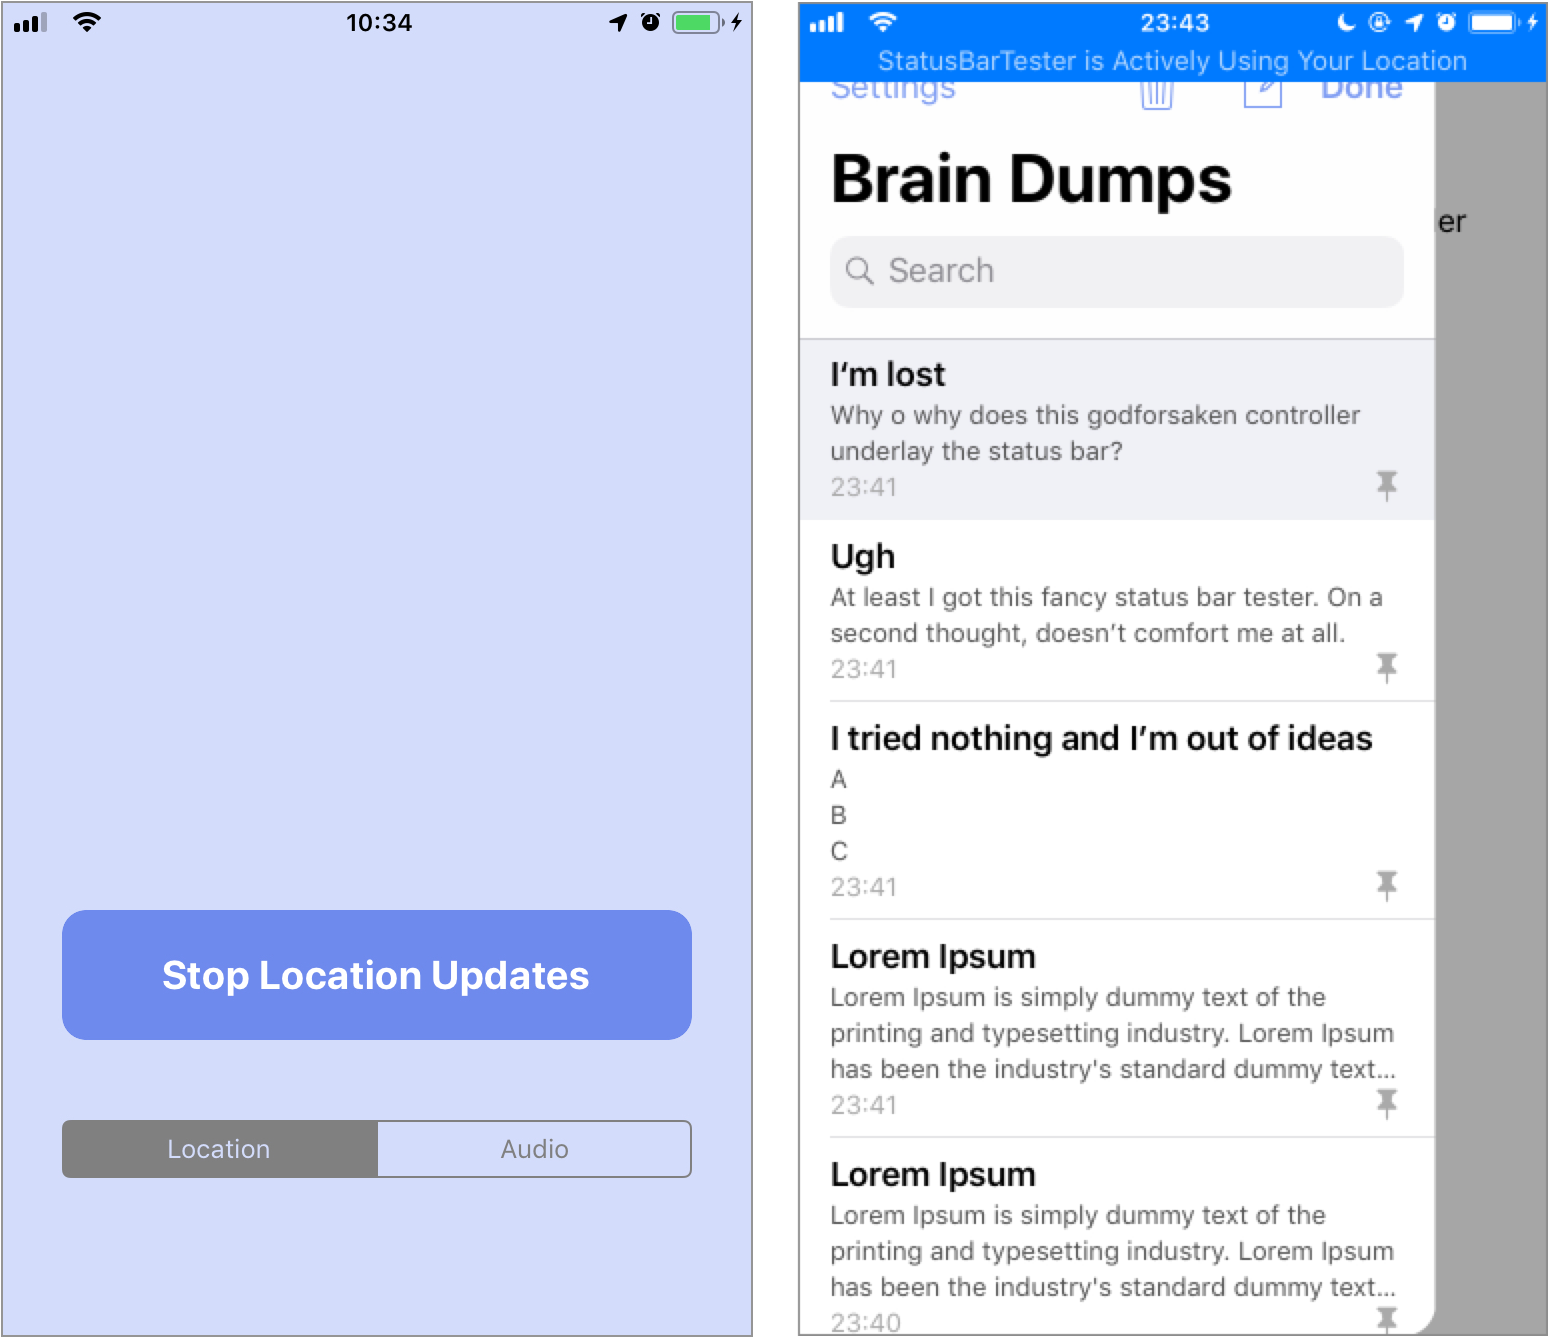 10:34
Stop Location Updates
Location
Audio
23:43
StatusBarTester is Actively Using Your Location
Settings
Done
Brain Dumps
er
Search
I‘m lost
Why o why does this godforsaken controller
underlay the status bar?
23:41
Ugh
At least I got this fancy status bar tester. On a
second thought, doesn’t comfort me at all.
23:41
I tried nothing and I’m out of ideas
A
B
C
23:41
Lorem Ipsum
Lorem Ipsum is simply dummy text of the
printing and typesetting industry. Lorem Ipsum
has been the industry's standard dummy text...
23:41
Lorem Ipsum
Lorem Ipsum is simply dummy text of the
printing and typesetting industry. Lorem Ipsum
has been the industry's standard dummy text...
23:40